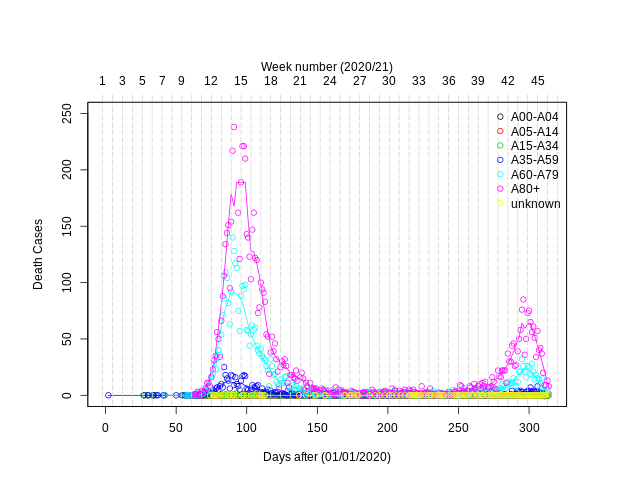 Week number (2020/21)
1 3 5 7 9 12 15 18 21 24 27 30 33 36 39 42 45
250
200
150
100
50
0
Death Cases
A00-A04
A05-A14
A15-A34
A35-A59
A60-A79
A80+
unknown
0 50 100 150 200 250 300
Days after (01/01/2020)